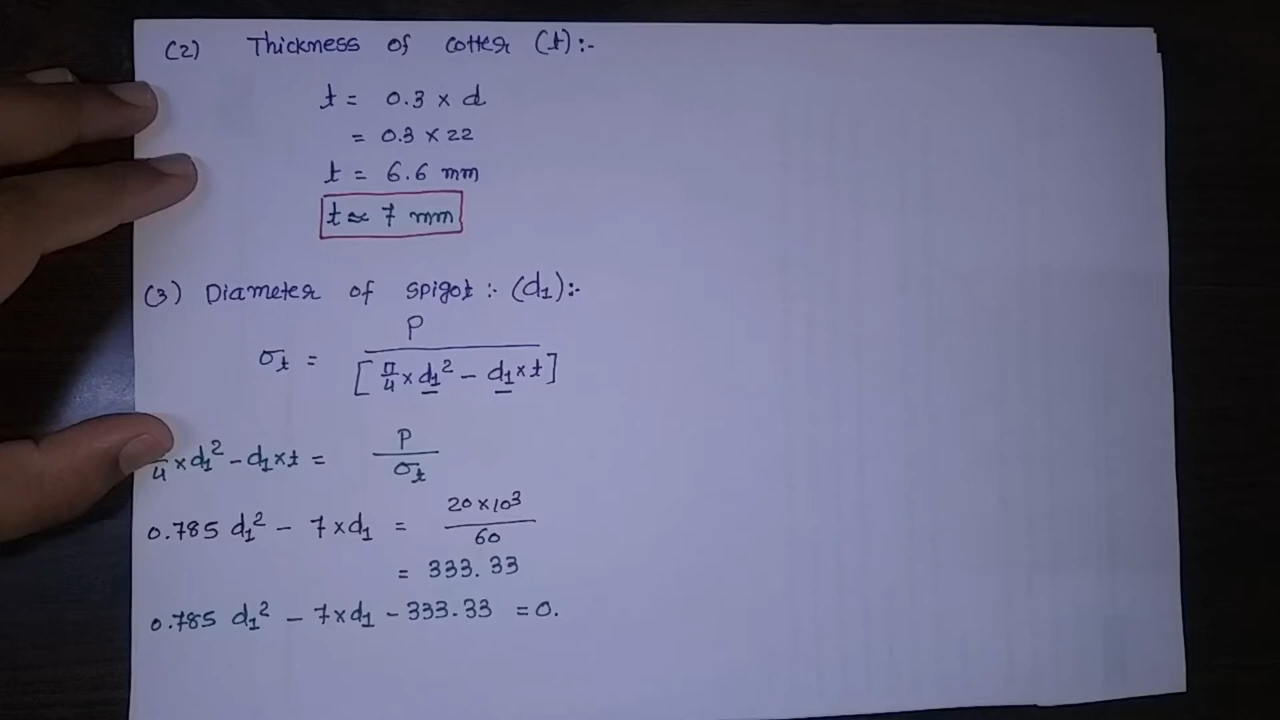 (2) Thickness of cotter (t):-
t = 0.3 × d
= 0.3 × 22
t = 6.6 mm
t ≈ 7 mm
(3) Diameter of spigot :- (d₁):-
σt = P / [π/4 × d₁² - d₁ × t]
/4 × d₁² - d₁ × t = P / σt
0.785 d₁² - 7 × d₁ = 20 × 10³ / 60
= 333.33
0.785 d₁² - 7 × d₁ - 333.33 = 0.